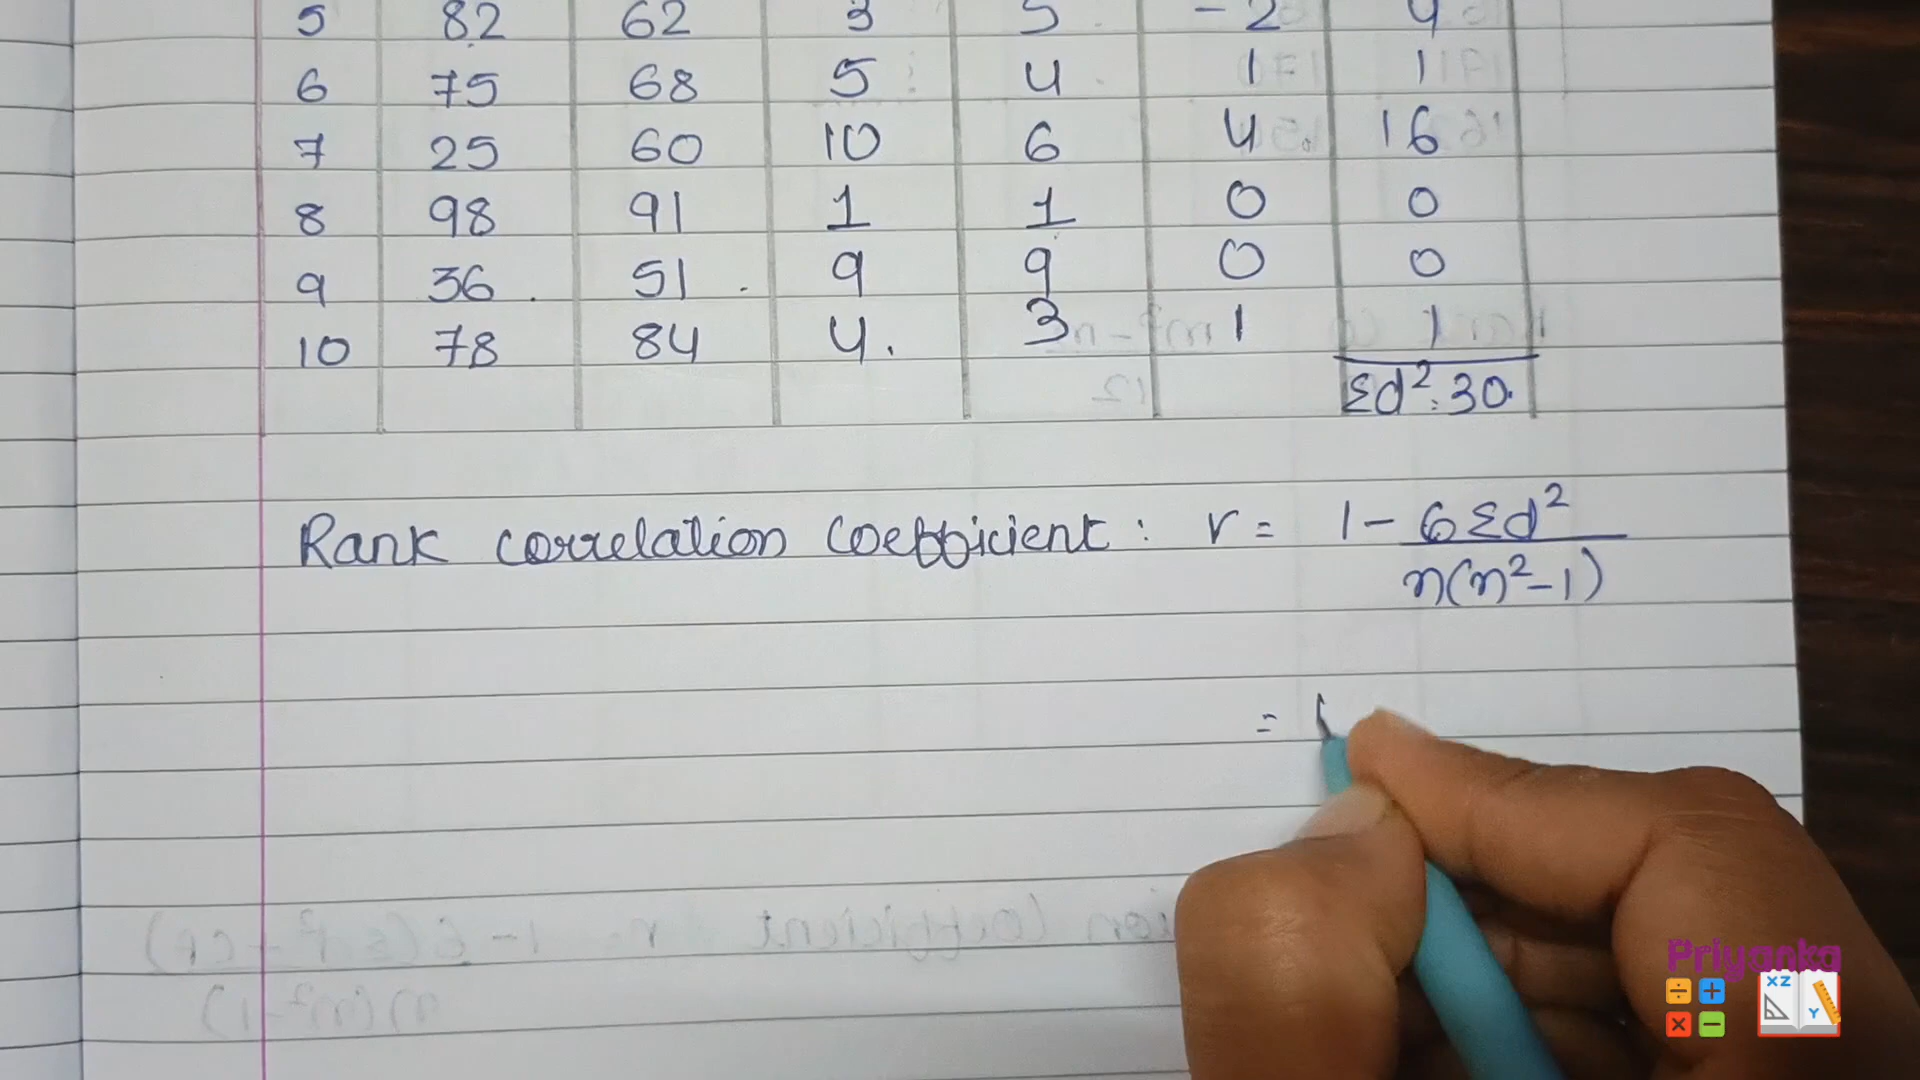 5 82 62 3 5 -2 4
6 75 68 5 4 1 1
7 25 60 10 6 4 16
8 98 91 1 1 0 0
9 36 51 9 9 0 0
10 78 84 4 3 1 1
Σd²: 30
Rank correlation coefficient : r = 1 - 6Σd² / n(n²-1)
=
Priyanka
XZ
Y